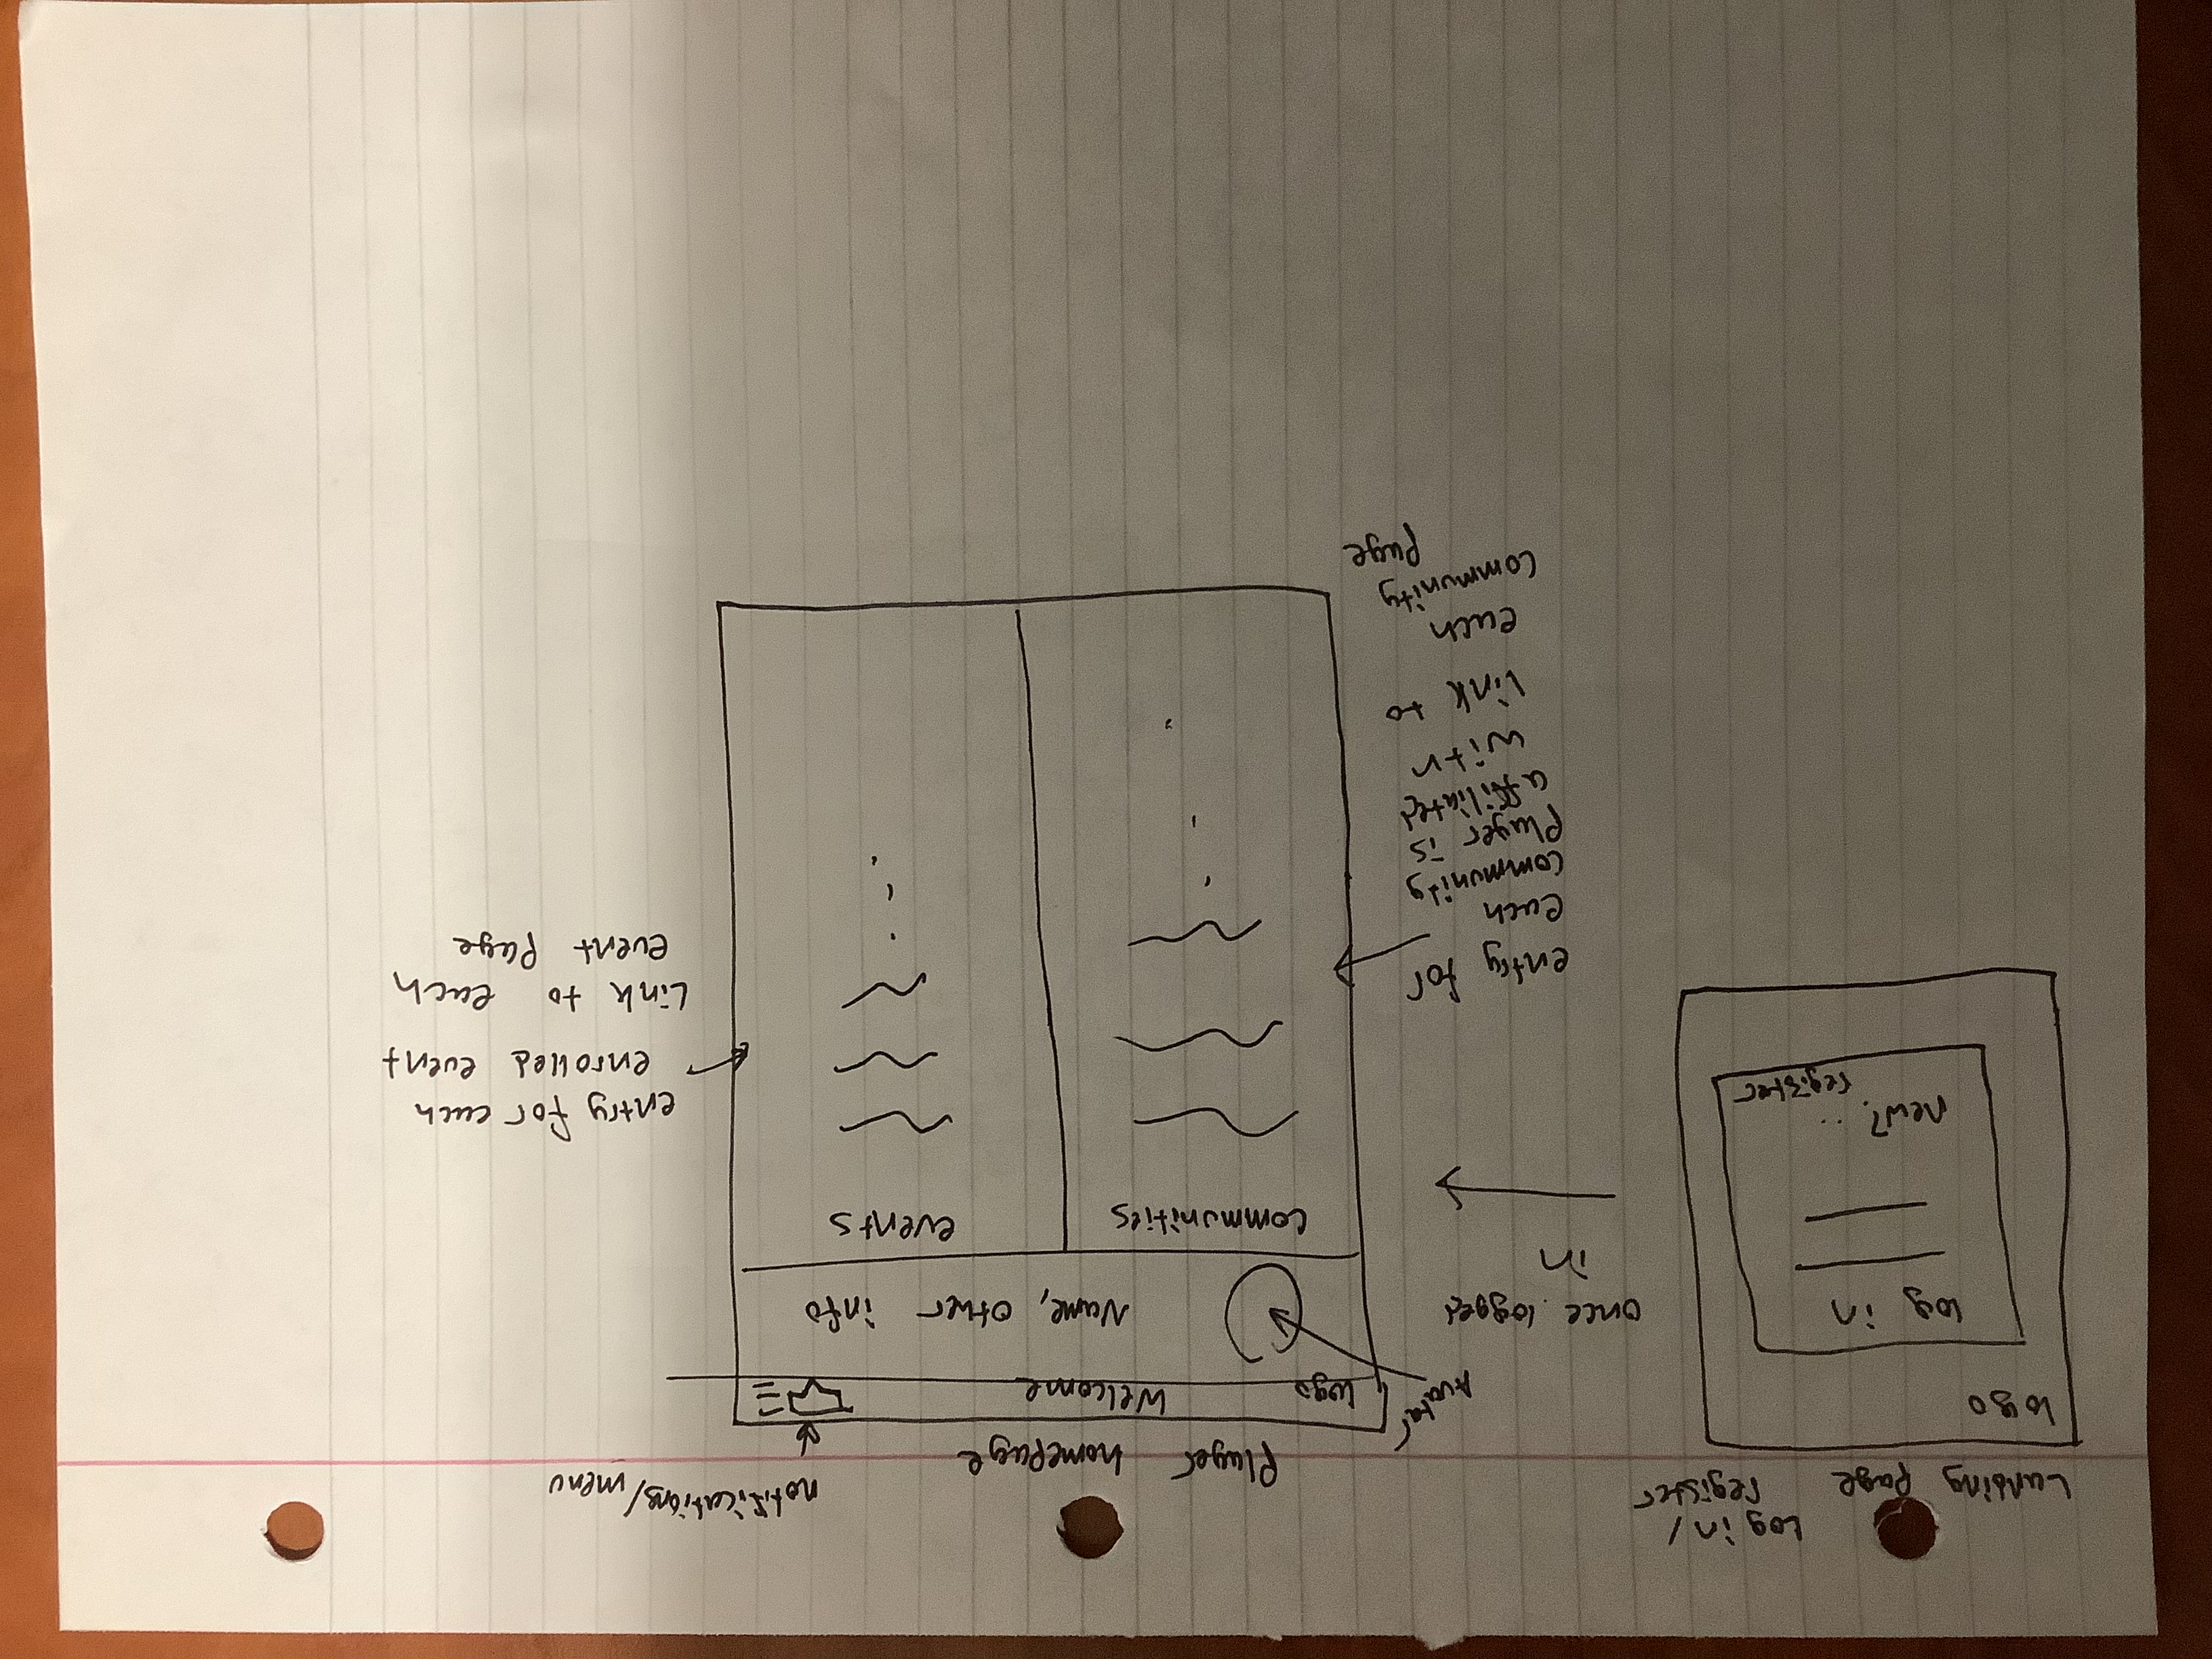 Landing page
Log in/
register
logo
log in
new? ..
register
once logged
in
Player homepage
notifications/menu
Avatar
logo
Welcome
Name, other info
communities
events
entry for
each
community
player is
affiliated
with
link to
each
community
page
entry for each
enrolled event
Link to each
event page